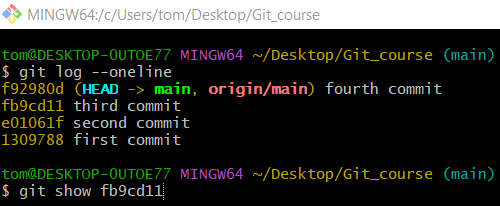 MINGW64:/c/Users/tom/Desktop/Git_course
tom@DESKTOP-OUTOE77 MINGW64 ~/Desktop/Git_course (main)
$ git log --oneline
f92980d (HEAD -> main, origin/main) fourth commit
fb9cd11 third commit
e01061f second commit
1309788 first commit
tom@DESKTOP-OUTOE77 MINGW64 ~/Desktop/Git_course (main)
$ git show fb9cd11